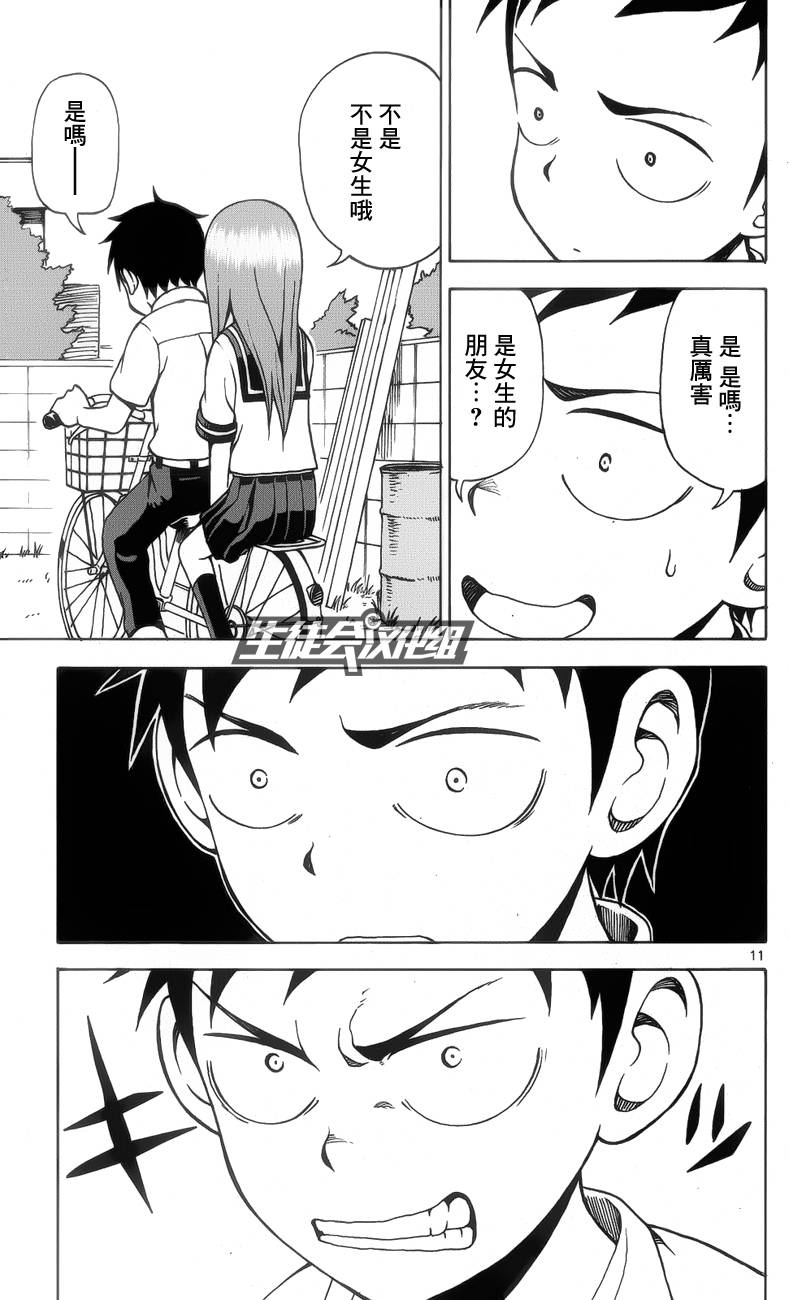 是 是嗎…
真厲害
是女生的
朋友…?
不是
不是女生哦
是嗎——
生徒会汉化组
11